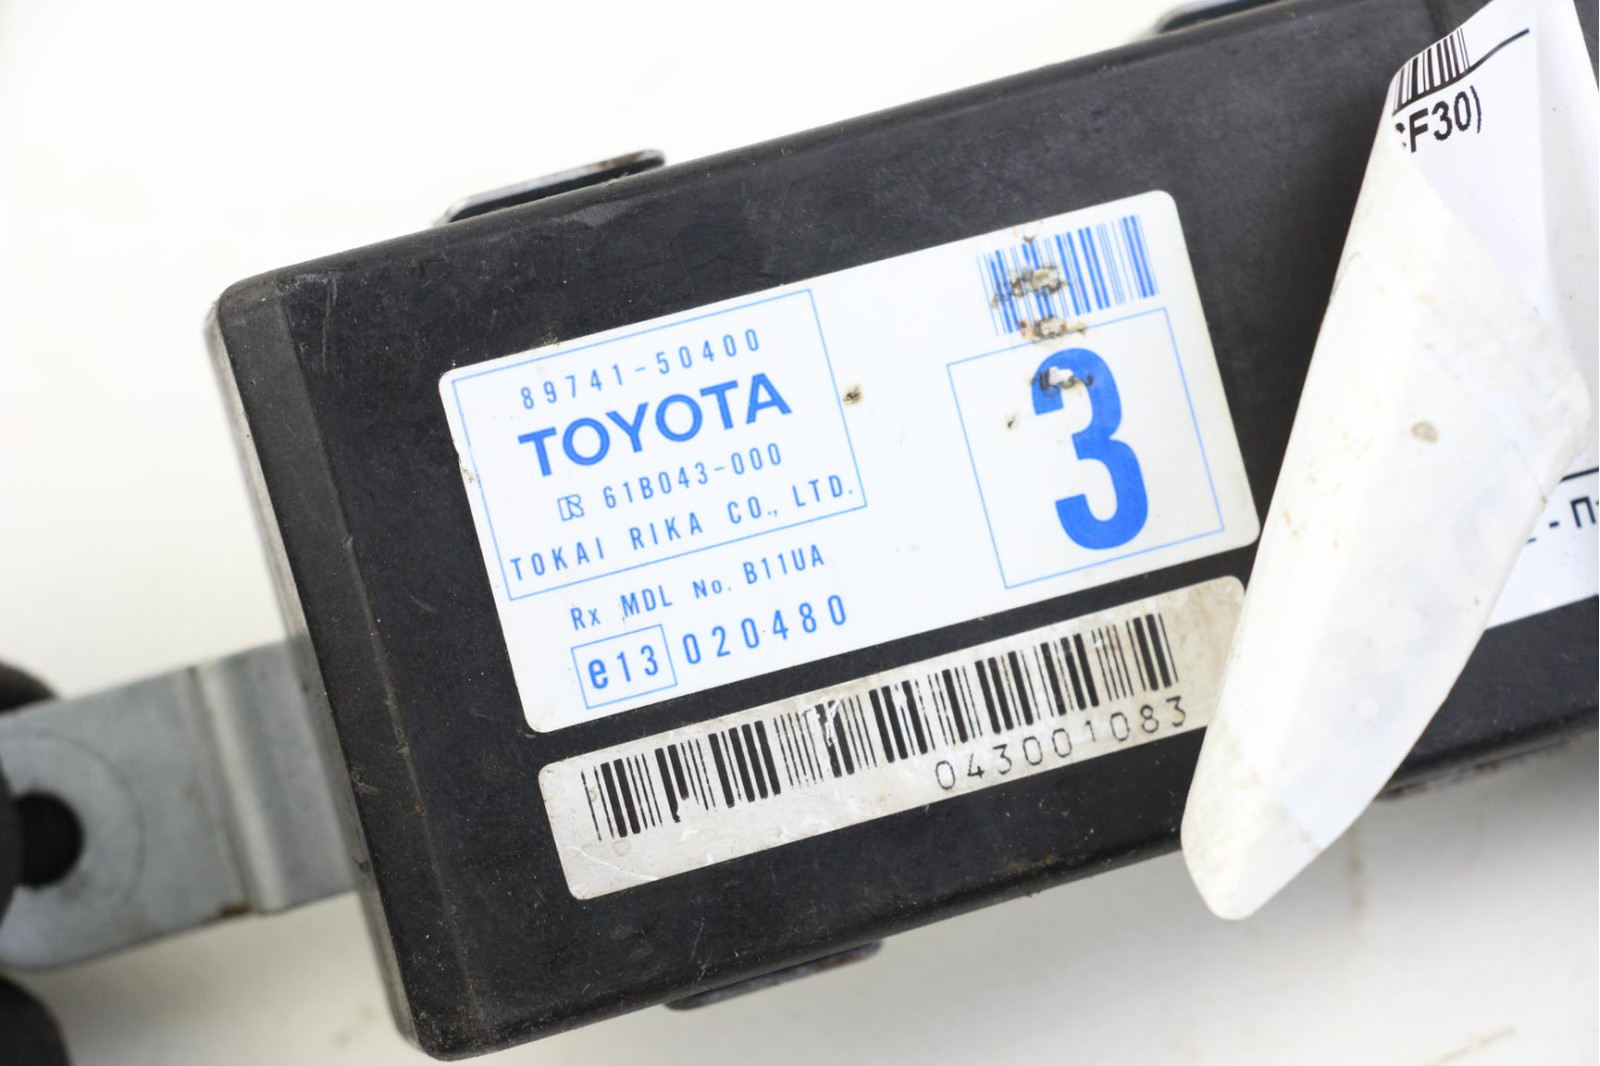 89741-50400
TOYOTA
R 61B043-000
TOKAI RIKA CO., LTD.
Rx MDL No. B11UA
e13 020480
3
043001083
F30)